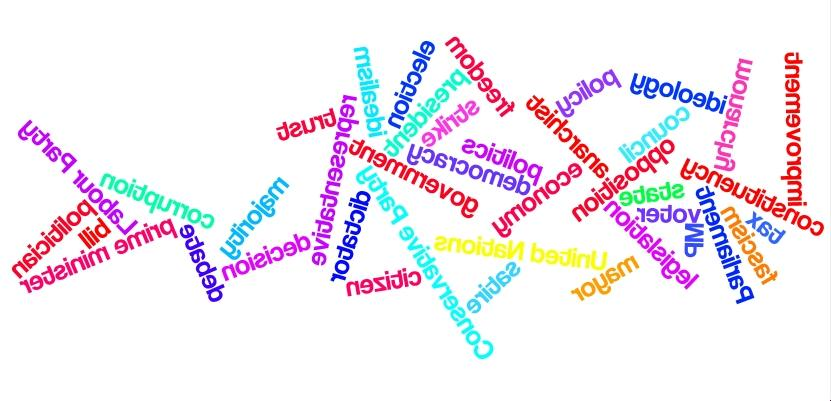 Labour Party
politician
bill
prime minister
corruption
debate
majority
decision
trust
representative
idealism
election
president
strike
freedom
government
democracy
politics
dictator
citizen
Conservative Party
United Nations
satire
economy
anarchist
policy
ideology
council
opposition
state
voter
legislation
mayor
MP
Parliament
fascism
tax
constituency
monarchy
improvement